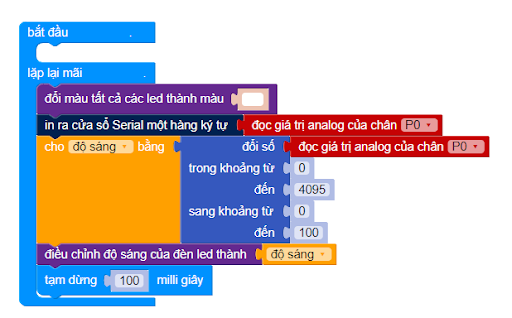 bắt đầu .
lặp lại mãi .
đổi màu tất cả các led thành màu
in ra cửa sổ Serial một hàng ký tự đọc giá trị analog của chân P0
cho độ sáng bằng đổi số đọc giá trị analog của chân P0
trong khoảng từ 0
đến 4095
sang khoảng từ 0
đến 100
điều chỉnh độ sáng của đèn led thành độ sáng
tạm dừng 100 milli giây